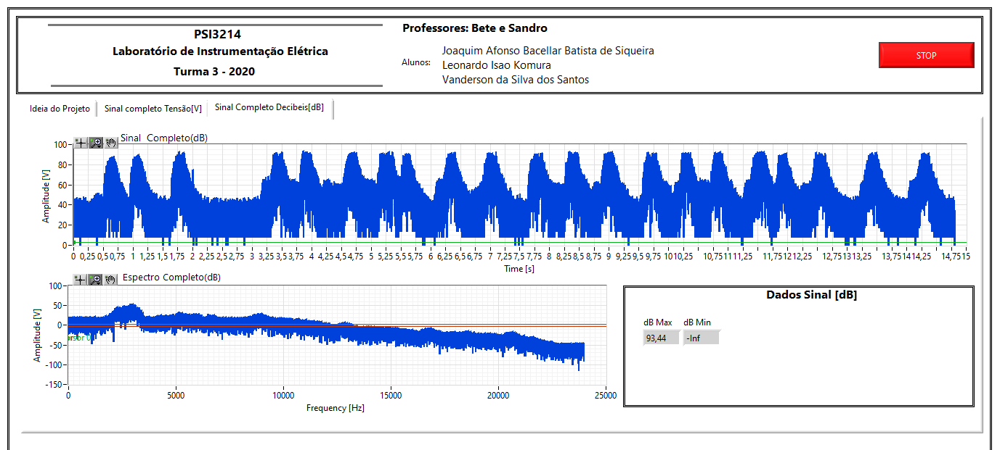 PSI3214
Laboratório de Instrumentação Elétrica
Turma 3 - 2020
Professores: Bete e Sandro
Alunos:
Joaquim Afonso Bacellar Batista de Siqueira
Leonardo Isao Komura
Vanderson da Silva dos Santos
STOP
Ideia do Projeto
Sinal completo Tensão[V]
Sinal Completo Decibeis[dB]
Sinal Completo(dB)
Amplitude [V]
100
80
60
40
20
0
0 0,25 0,5 0,75 1 1,25 1,5 1,75 2 2,25 2,5 2,75 3 3,25 3,5 3,75 4 4,25 4,5 4,75 5 5,25 5,5 5,75 6 6,25 6,5 6,75 7 7,25 7,5 7,75 8 8,25 8,5 8,75 9 9,25 9,5 9,75 10 10,25 10,75 11 11,25 11,75 12 12,25 12,75 13 13,25 13,75 14 14,25 14,75 15
Time [s]
Espectro Completo(dB)
Amplitude [V]
100
50
0
-50
-100
-150
0 5000 10000 15000 20000 25000
Frequency [Hz]
Dados Sinal [dB]
dB Max dB Min
93,44 -Inf